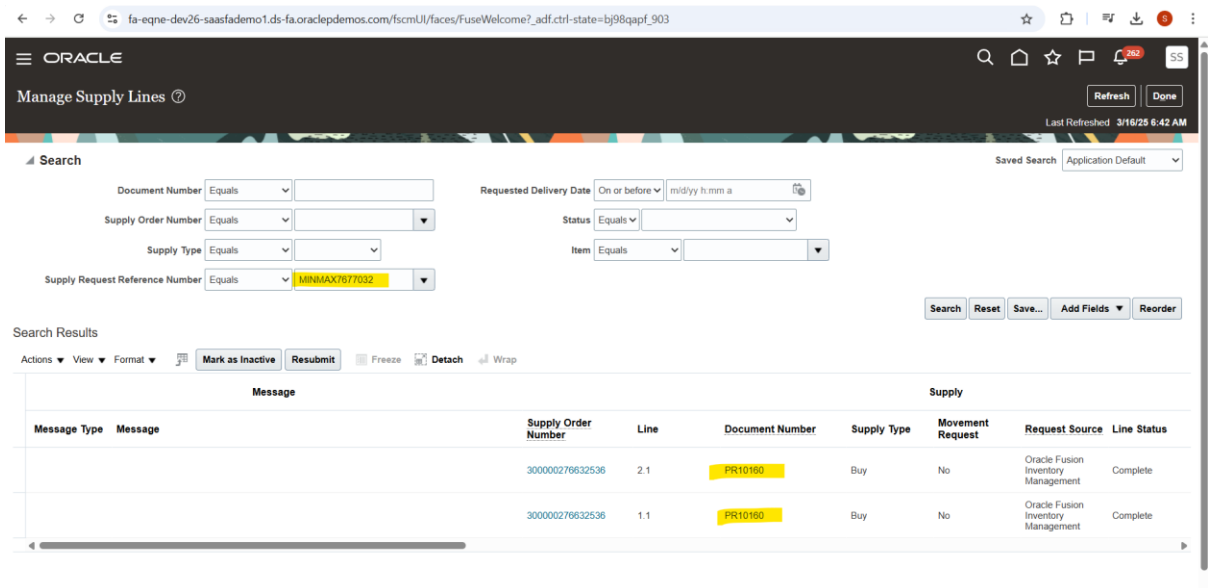 fa-eqne-dev26-saasfademo1.ds-fa.oraclepdemos.com/fscmUI/faces/FuseWelcome?_adf.ctrl-state=bj98qapf_903
S
ORACLE
262
SS
Manage Supply Lines
Refresh Done
Last Refreshed 3/16/25 6:42 AM
Search
Saved Search Application Default
Document Number Equals
Requested Delivery Date On or before m/d/yy h:mm a
Supply Order Number Equals
Status Equals
Supply Type Equals
Item Equals
Supply Request Reference Number Equals MINMAX7677032
Search Reset Save... Add Fields Reorder
Search Results
Actions View Format Mark as Inactive Resubmit Freeze Detach Wrap
Message Supply
Message Type Message Supply Order Number Line Document Number Supply Type Movement Request Request Source Line Status
300000276632536 2.1 PR10160 Buy No Oracle Fusion Inventory Management Complete
300000276632536 1.1 PR10160 Buy No Oracle Fusion Inventory Management Complete